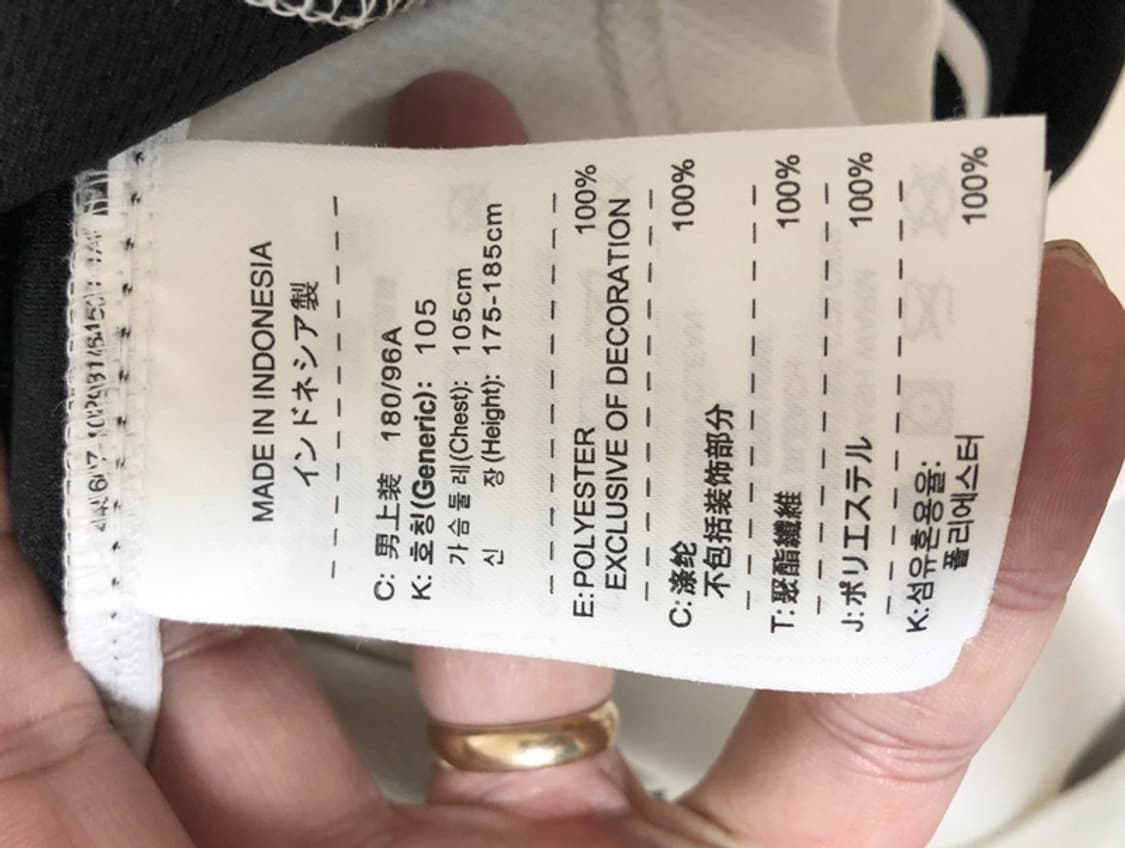 MADE IN INDONESIA
インドネシア製
C: 男上装 180/96A
K: 호칭(Generic): 105
가슴둘레(Chest): 105cm
신 장(Height): 175-185cm
E: POLYESTER 100%
EXCLUSIVE OF DECORATION
C: 涤纶 100%
不包括装饰部分
T: 聚酯纖維 100%
J: ポリエステル 100%
K: 섬유혼용율:
폴리에스터 100%